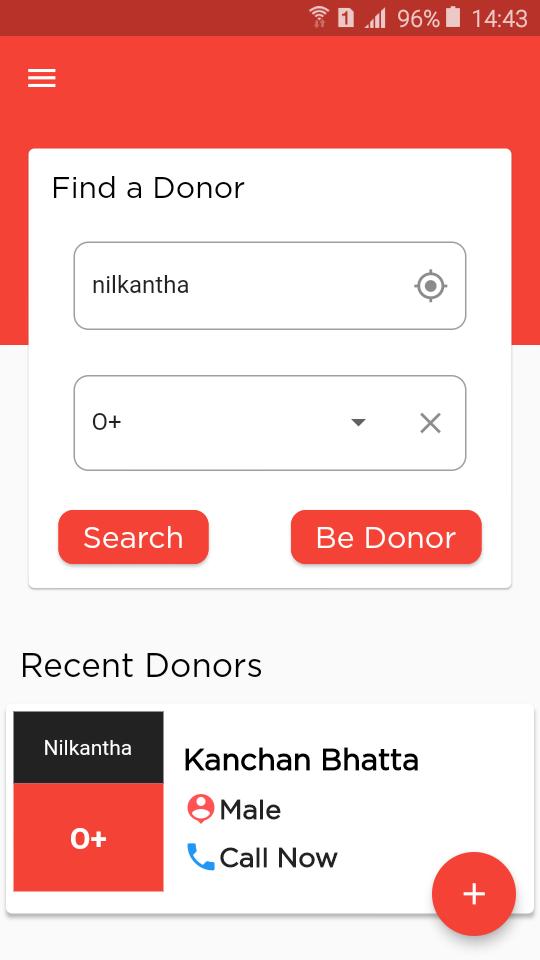 1 96% 14:43
Find a Donor
nilkantha
O+
Search Be Donor
Recent Donors
Nilkantha
O+
Kanchan Bhatta
Male
Call Now
+